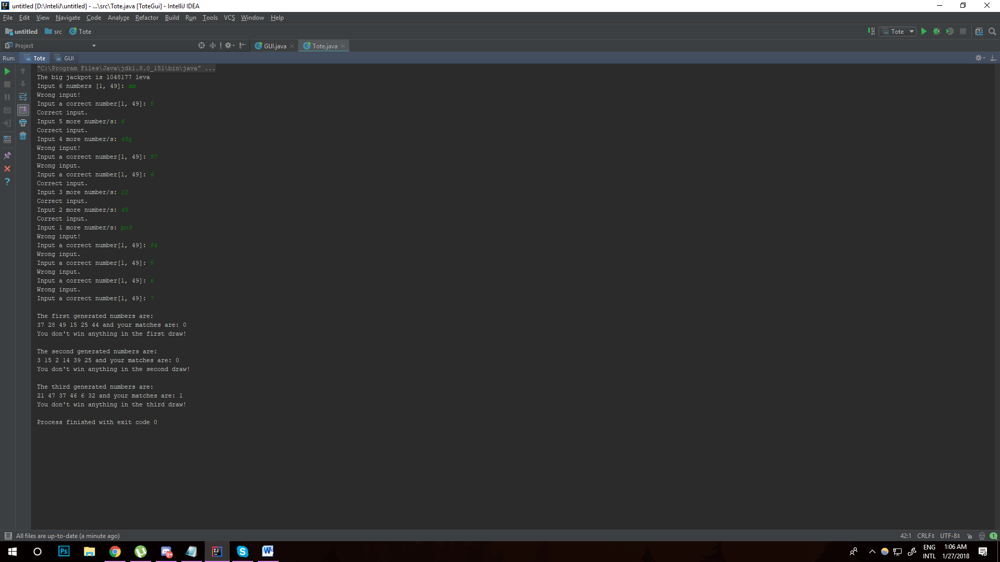 untitled [D:\InteliJ\untitled] - ...\src\Tote.java [ToteGui] - IntelliJ IDEA
File Edit View Navigate Code Analyze Refactor Build Run Tools VCS Window Help
untitled src Tote Tote
Project GUI.java Tote.java
Run: Tote GUI
"C:\Program Files\Java\jdk1.8.0_151\bin\java" ...
The big jackpot is 1048177 leva
Input 6 numbers [1, 49]:
Wrong input!
Input a correct number[1, 49]: 5
Correct input.
Input 5 more number/s: 6
Correct input.
Input 4 more number/s: 48g
Wrong input!
Input a correct number[1, 49]: 97
Wrong input.
Input a correct number[1, 49]: 4
Correct input.
Input 3 more number/s: 12
Correct input.
Input 2 more number/s: 48
Correct input.
Input 1 more number/s: po9
Wrong input!
Input a correct number[1, 49]: 84
Wrong input.
Input a correct number[1, 49]: 5
Wrong input.
Input a correct number[1, 49]: 6
Wrong input.
Input a correct number[1, 49]: 7
The first generated numbers are:
37 28 49 15 25 44 and your matches are: 0
You don't win anything in the first draw!
The second generated numbers are:
3 15 2 14 39 25 and your matches are: 0
You don't win anything in the second draw!
The third generated numbers are:
21 47 37 46 6 32 and your matches are: 1
You don't win anything in the third draw!
Process finished with exit code 0
All files are up-to-date (a minute ago) 42:1 CRLF UTF-8 1
Ps 9+ IJ S W ENG 1:06 AM
INTL 1/27/2018